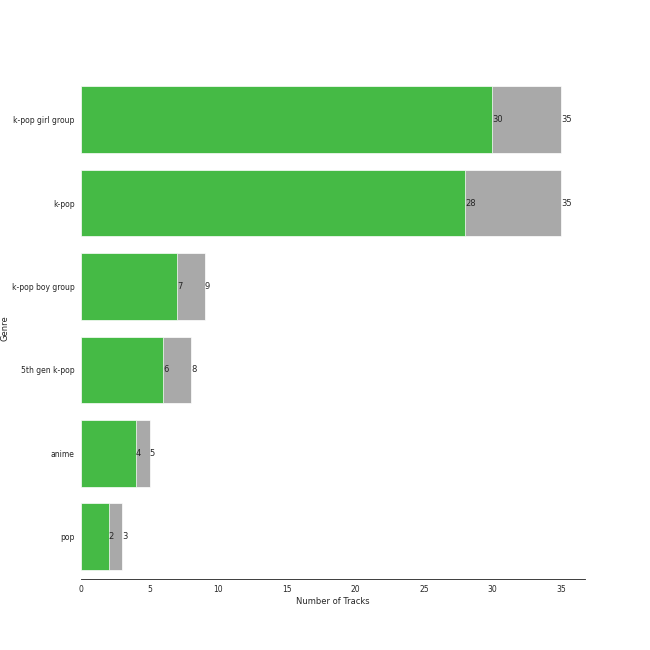 k-pop girl group 30 35
k-pop 28 35
k-pop boy group 7 9
5th gen k-pop 6 8
anime 4 5
pop 2 3
Genre
0 5 10 15 20 25 30 35
Number of Tracks